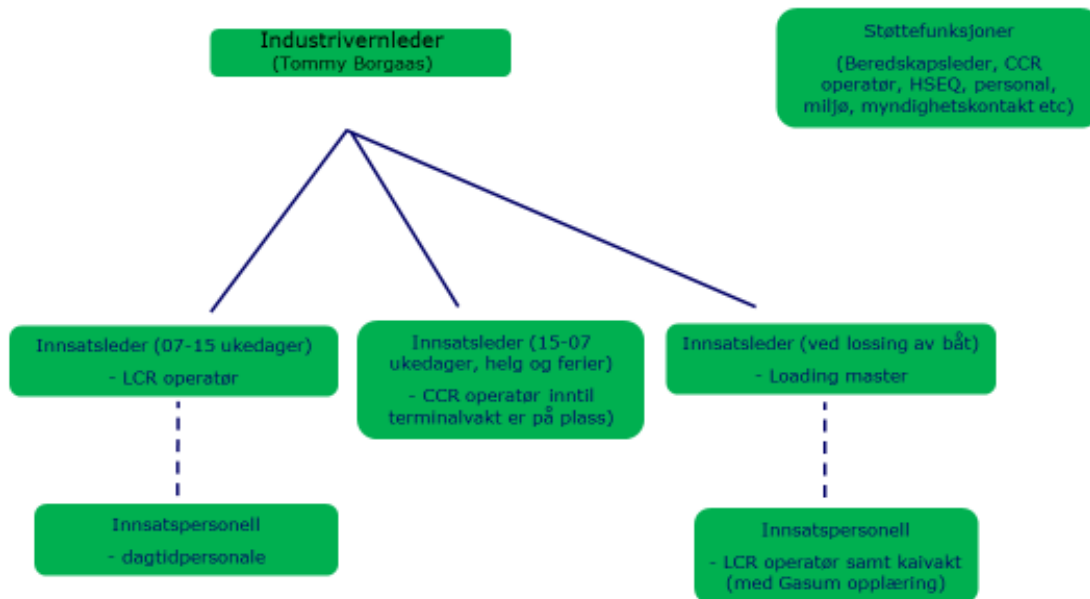 Industrivernleder
(Tommy Borgaas)
Støttefunksjoner
(Beredskapsleder, CCR
operatør, HSEQ, personal,
miljø, myndighetskontakt etc)
Innsatsleder (07-15 ukedager)
- LCR operatør
Innsatsleder (15-07
ukedager, helg og ferier)
- CCR operatør inntil
terminalvakt er på plass)
Innsatsleder (ved lossing av båt)
- Loading master
Innsatspersonell
- dagtidpersonale
Innsatspersonell
- LCR operatør samt kaivakt
(med Gasum opplæring)